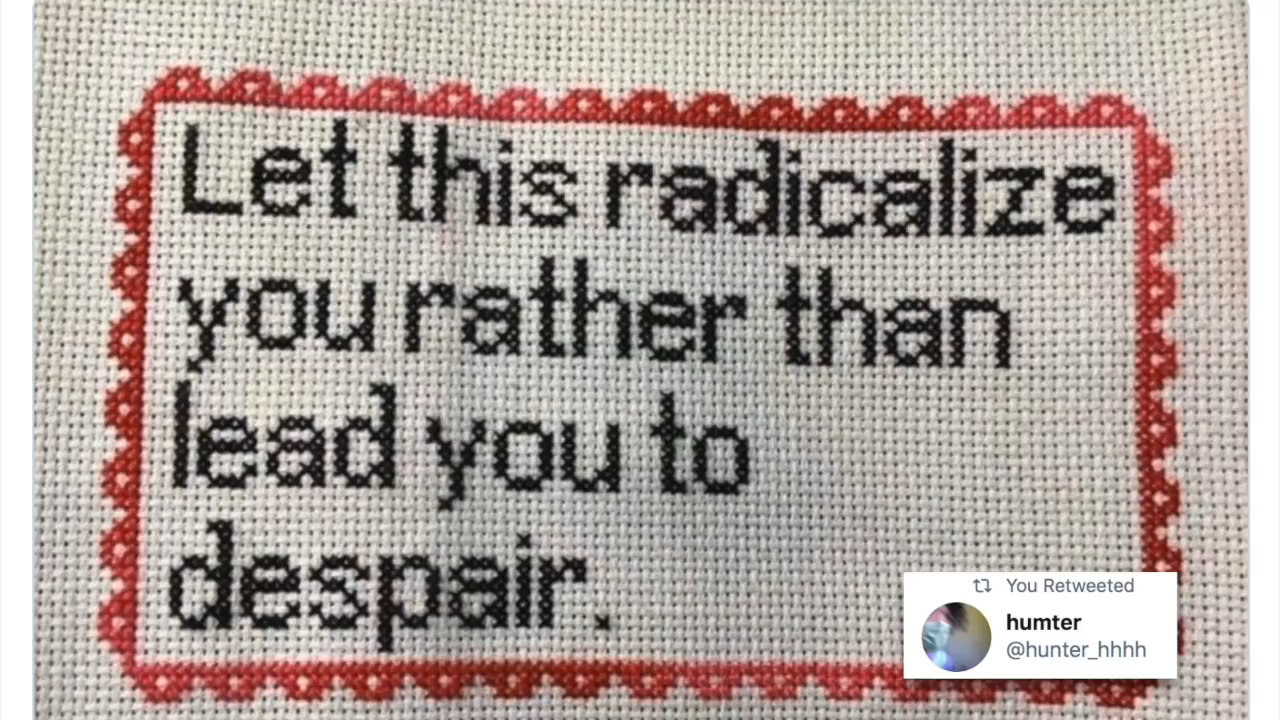 Let this radicalize
you rather than
lead you to
despair.
You Retweeted
humter
@hunter_hhhh